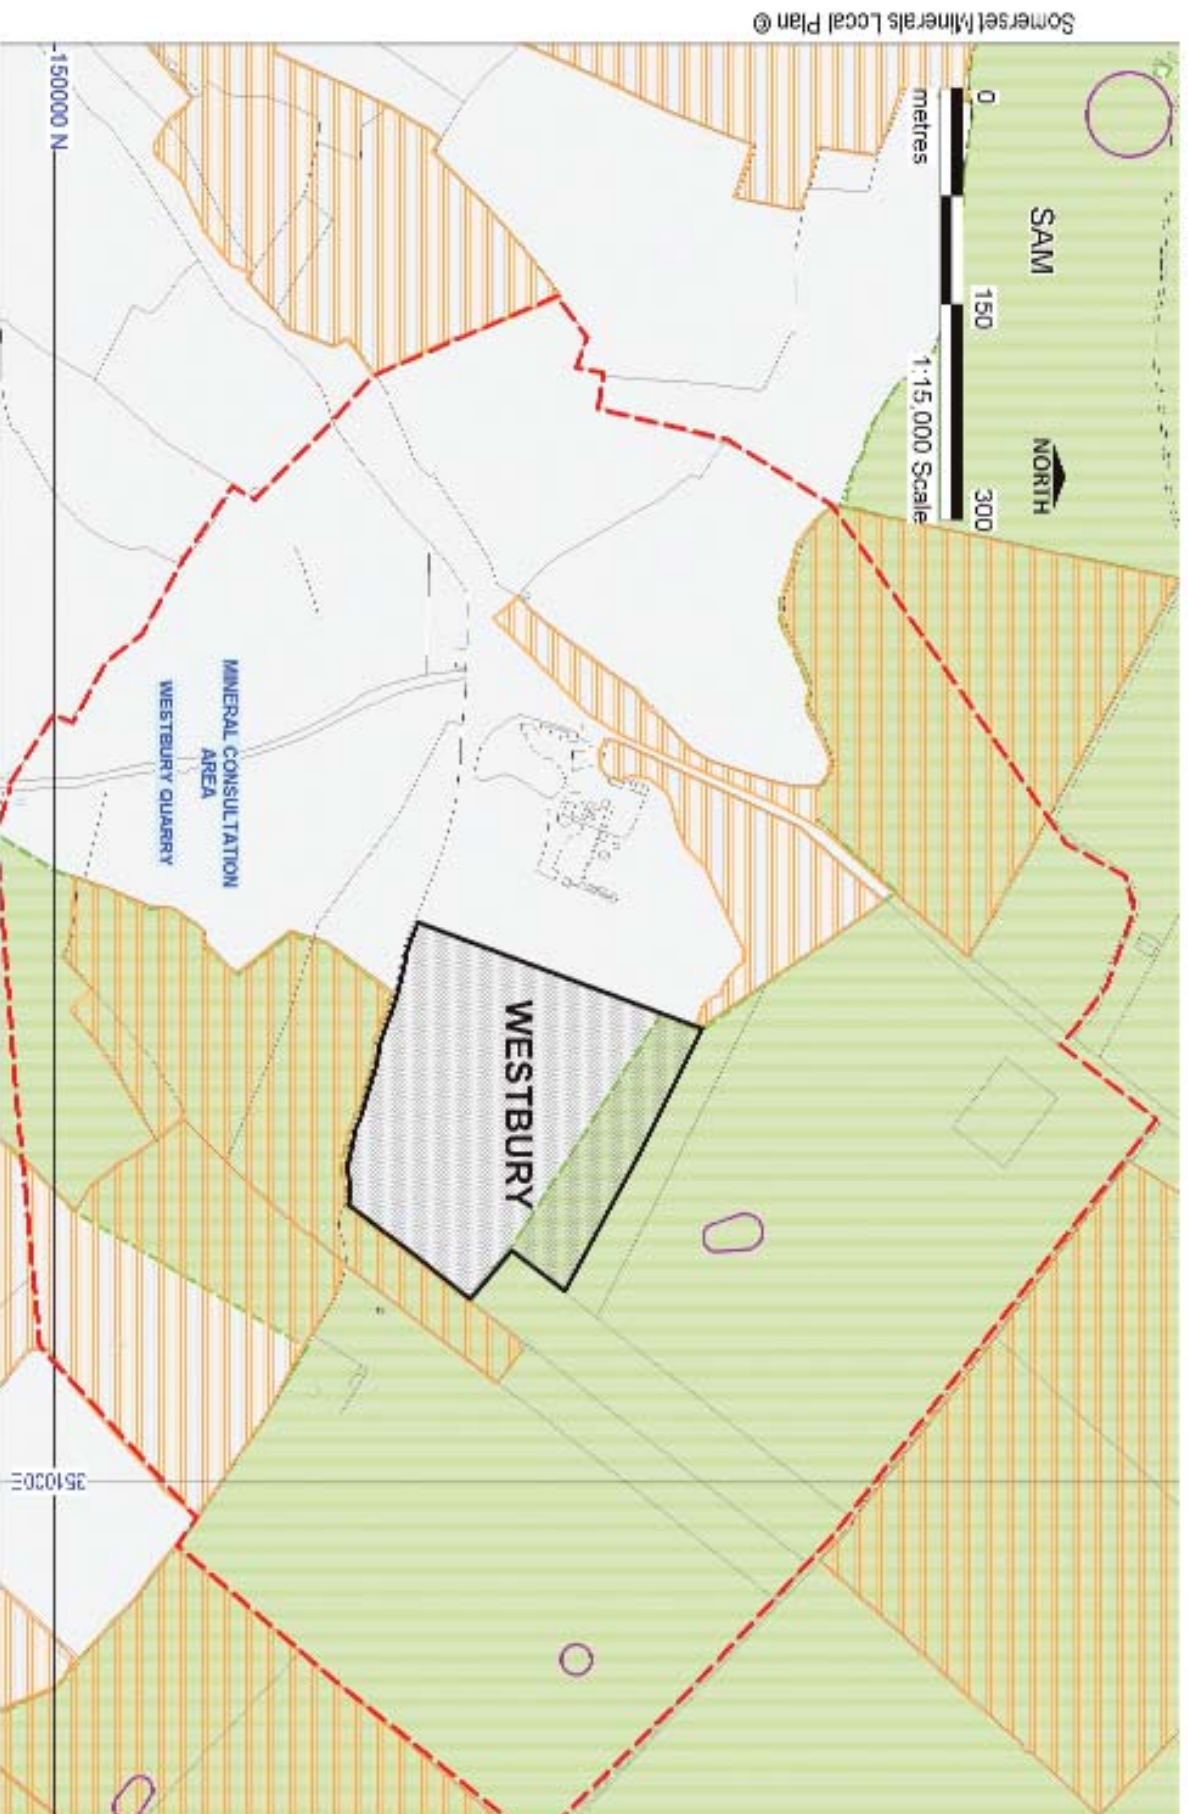 Somerset Minerals Local Plan ©
SAM
0
150
300
metres
1:15,000 Scale
NORTH
150000 N
MINERAL CONSULTATION
AREA
WESTBURY QUARRY
WESTBURY
351000E